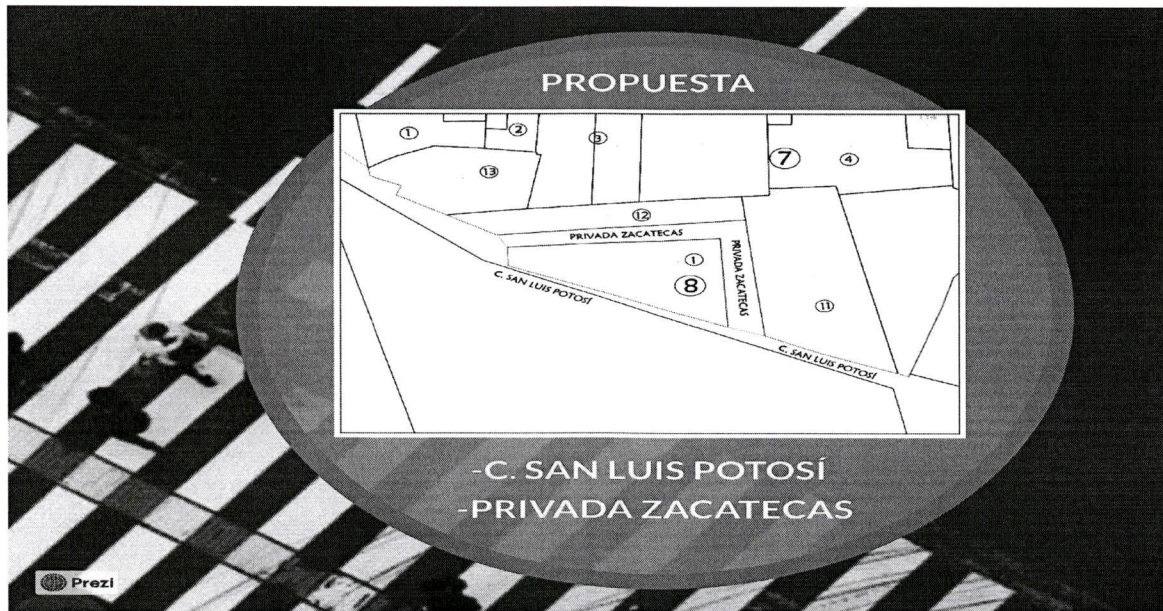 PROPUESTA
1
2
3
7
4
13
12
PRIVADA ZACATECAS
1
8
PRIVADA ZACATECAS
C. SAN LUIS POTOSÍ
11
C. SAN LUIS POTOSÍ
-C. SAN LUIS POTOSÍ
-PRIVADA ZACATECAS
Prezi